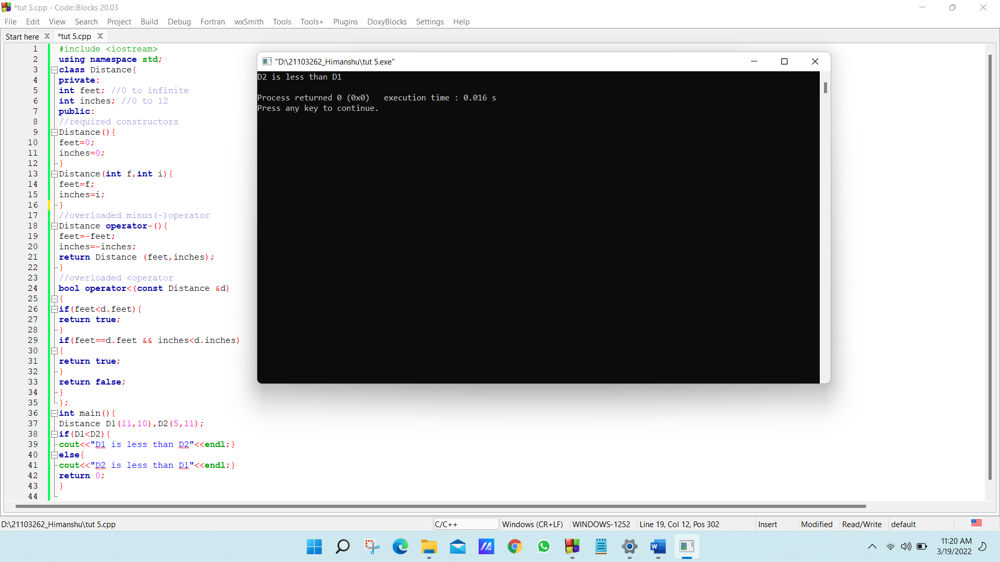 *tut 5.cpp - Code::Blocks 20.03
File Edit View Search Project Build Debug Fortran wxSmith Tools Tools+ Plugins DoxyBlocks Settings Help
Start here *tut 5.cpp
1 #include <iostream>
2 using namespace std;
3 class Distance{
4 private:
5 int feet; //0 to infinite
6 int inches; //0 to 12
7 public:
8 //required constructors
9 Distance(){
10 feet=0;
11 inches=0;
12 }
13 Distance(int f,int i){
14 feet=f;
15 inches=i;
16 }
17 //overloaded minus(-)operator
18 Distance operator-(){
19 feet=-feet;
20 inches=-inches;
21 return Distance (feet,inches);
22 }
23 //overloaded <operator
24 bool operator<(const Distance &d)
25 {
26 if(feet<d.feet){
27 return true;
28 }
29 if(feet==d.feet && inches<d.inches)
30 {
31 return true;
32 }
33 return false;
34 }
35 };
36 int main(){
37 Distance D1(11,10),D2(5,11);
38 if(D1<D2){
39 cout<<"D1 is less than D2"<<endl;}
40 else{
41 cout<<"D2 is less than D1"<<endl;}
42 return 0;
43 }
44
"D:\21103262_Himanshu\tut 5.exe"
D2 is less than D1
Process returned 0 (0x0)   execution time : 0.016 s
Press any key to continue.
D:\21103262_Himanshu\tut 5.cpp C/C++ Windows (CR+LF) WINDOWS-1252 Line 19, Col 12, Pos 302 Insert Modified Read/Write default
11:20 AM
3/19/2022